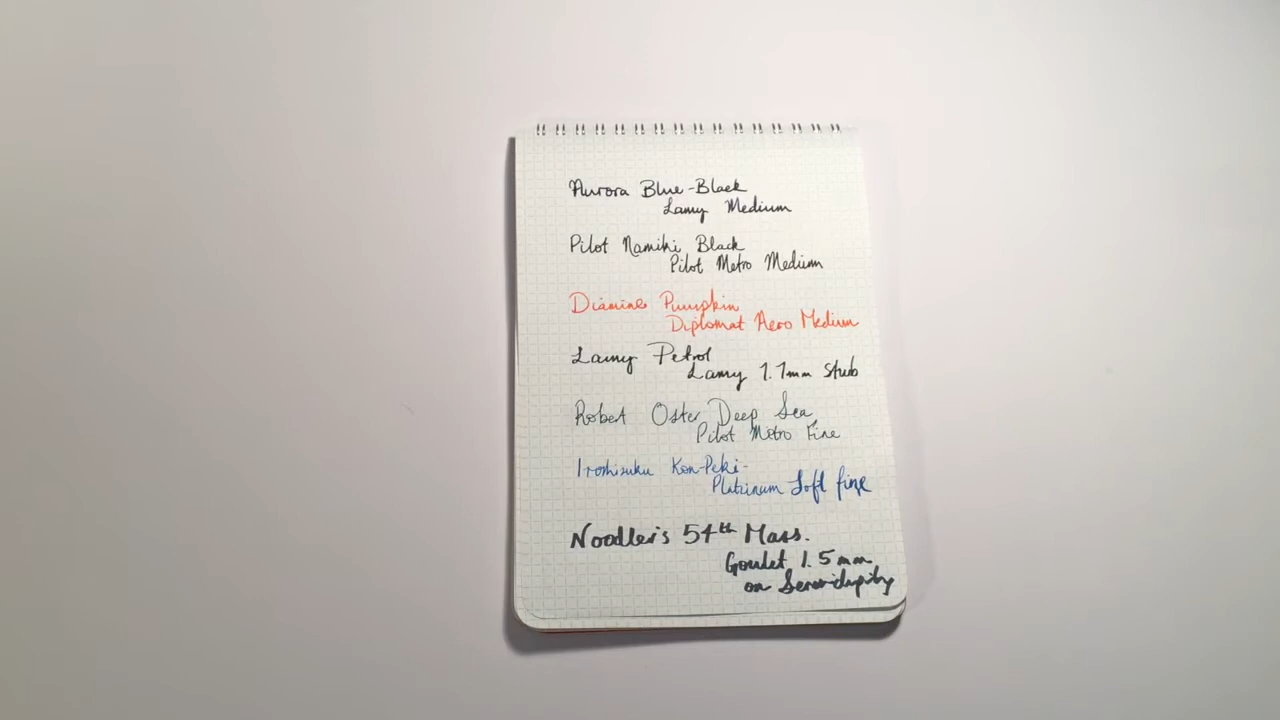 Aurora Blue-Black
Lamy Medium
Pilot Namiki Black
Pilot Metro Medium
Diamine Pumpkin
Diplomat Aero Medium
Lamy Petrol
Lamy 1.1mm Stub
Robert Oster Deep Sea
Pilot Metro Fine
Iroshizuku Kon-Peki-
Platinum Soft fine
Noodler's 54th Mass.
Goulet 1.5mm
on Serendipity